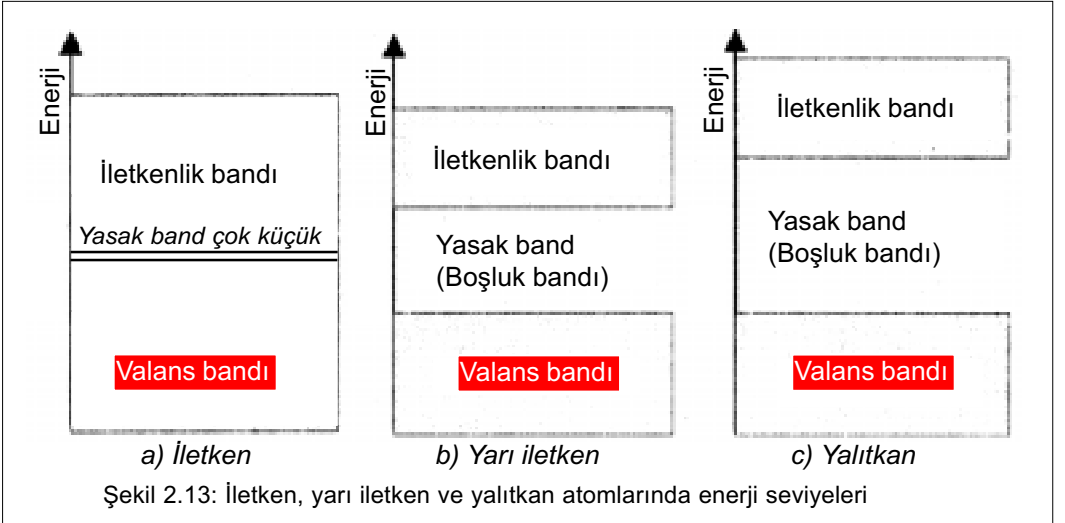 Enerji
İletkenlik bandı
Yasak band çok küçük
Valans bandı
a) İletken
Enerji
İletkenlik bandı
Yasak band
(Boşluk bandı)
Valans bandı
b) Yarı iletken
Enerji
İletkenlik bandı
Yasak band
(Boşluk bandı)
Valans bandı
c) Yalıtkan
Şekil 2.13: İletken, yarı iletken ve yalıtkan atomlarında enerji seviyeleri